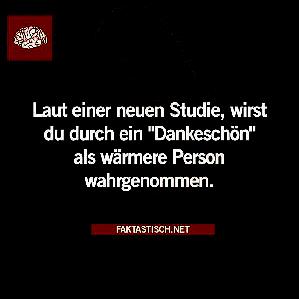 Laut einer neuen Studie, wirst
du durch ein "Dankeschön"
als wärmere Person
wahrgenommen.
FAKTASTISCH.NET